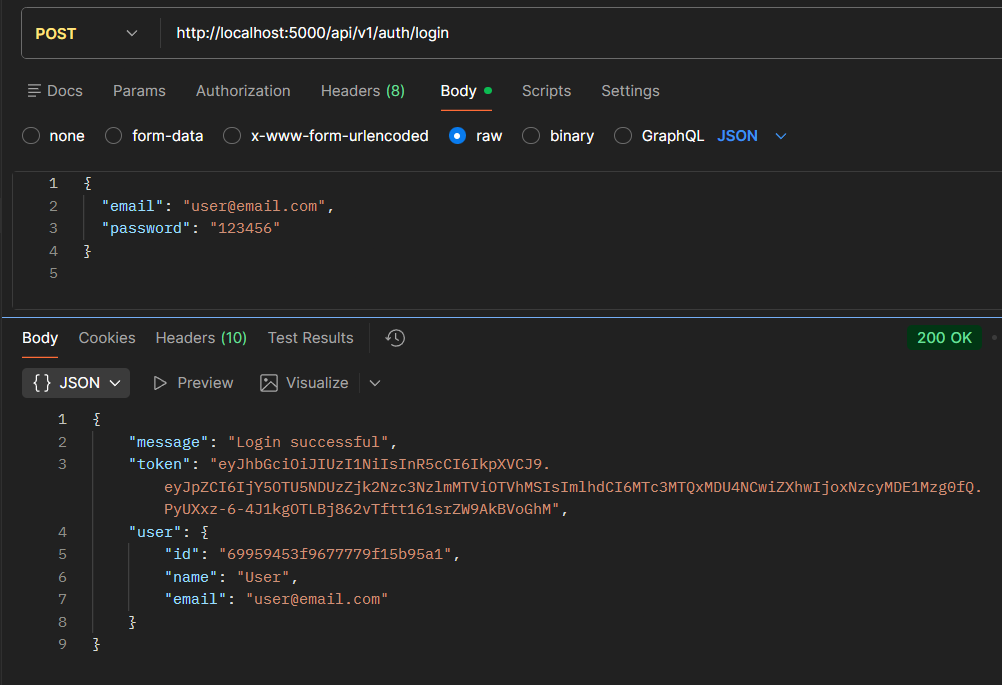 POST http://localhost:5000/api/v1/auth/login
Docs Params Authorization Headers (8) Body Scripts Settings
none form-data x-www-form-urlencoded raw binary GraphQL JSON
1 {
2 "email": "user@email.com",
3 "password": "123456"
4 }
5
Body Cookies Headers (10) Test Results 200 OK
{} JSON Preview Visualize
1 {
2 "message": "Login successful",
3 "token": "eyJhbGciOiJIUzI1NiIsInR5cCI6IkpXVCJ9.
eyJpZCI6IjY5OTU5NDUzZjk2Nzc3NzlmMTViOTVhMSIsImlhdCI6MTc3MTQxMDU4NCwiZXhwIjoxNzcyMDE1Mzg0fQ.
PyUXxz-6-4J1kgOTLBj862vTftt161srZW9AkBVoGhM",
4 "user": {
5 "id": "69959453f9677779f15b95a1",
6 "name": "User",
7 "email": "user@email.com"
8 }
9 }